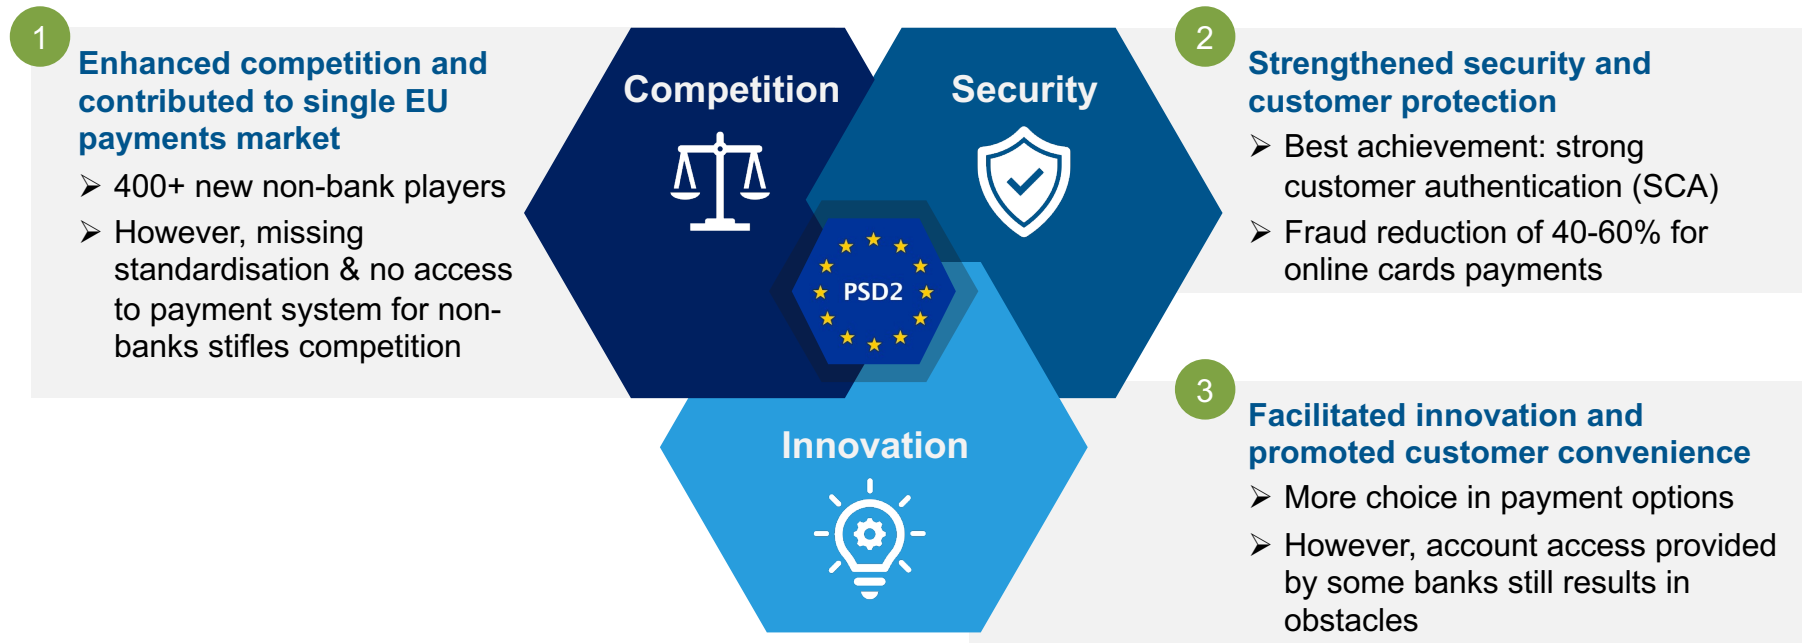 1
Enhanced competition and
contributed to single EU
payments market
➢ 400+ new non-bank players
➢ However, missing
standardisation & no access
to payment system for non-
banks stifles competition
Competition
Security
PSD2
Innovation
2
Strengthened security and
customer protection
➢ Best achievement: strong
customer authentication (SCA)
➢ Fraud reduction of 40-60% for
online cards payments
3
Facilitated innovation and
promoted customer convenience
➢ More choice in payment options
➢ However, account access provided
by some banks still results in
obstacles